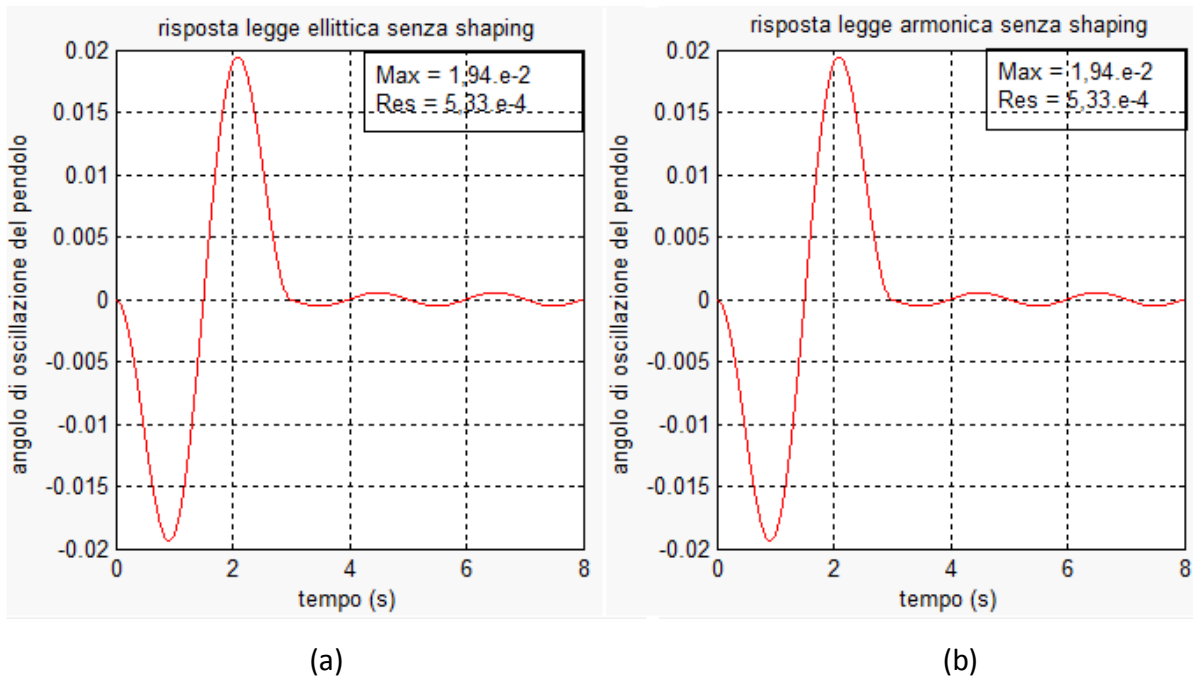 risposta legge ellittica senza shaping
0.02
0.015
0.01
0.005
0
-0.005
-0.01
-0.015
-0.02
angolo di oscillazione del pendolo
Max = 1,94.e-2
Res = 5,33.e-4
0 2 4 6 8
tempo (s)
(a)
risposta legge armonica senza shaping
0.02
0.015
0.01
0.005
0
-0.005
-0.01
-0.015
-0.02
angolo di oscillazione del pendolo
Max = 1,94.e-2
Res = 5,33.e-4
0 2 4 6 8
tempo (s)
(b)